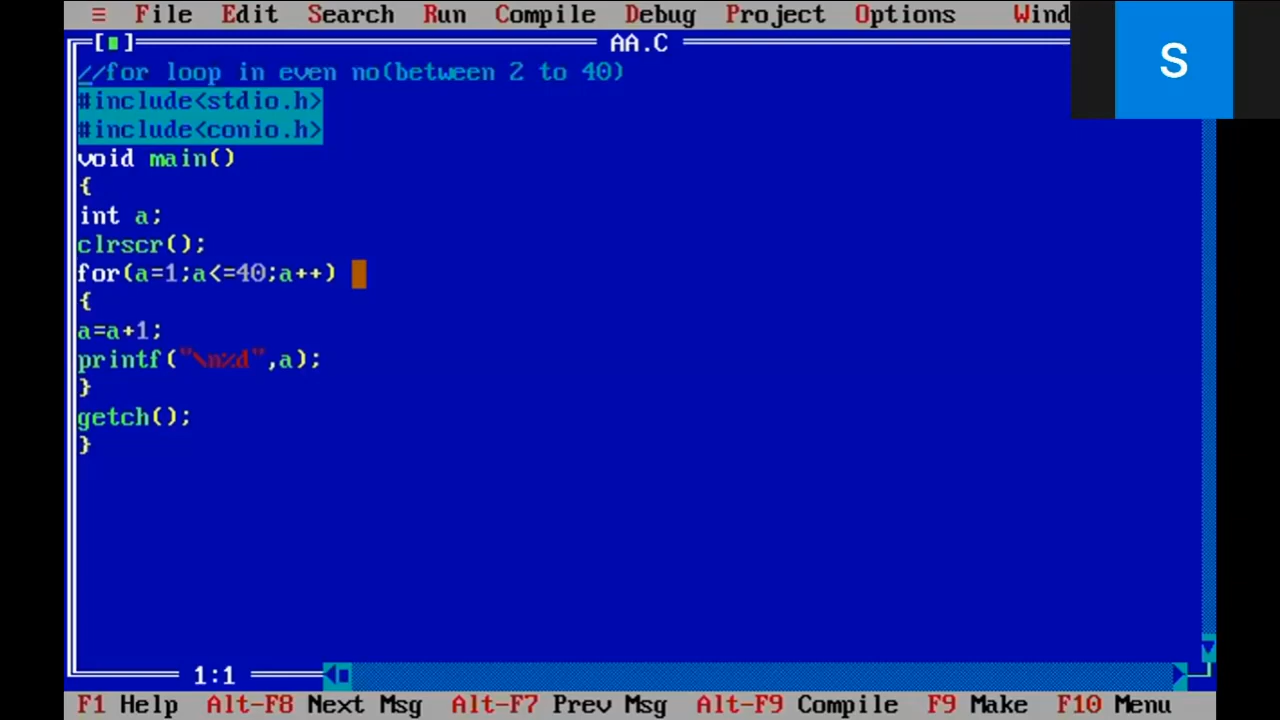 ≡ File Edit Search Run Compile Debug Project Options Wind
[■] AA.C
S
//for loop in even no(between 2 to 40)
#include<stdio.h>
#include<conio.h>
void main()
{
int a;
clrscr();
for(a=1;a<=40;a++)
{
a=a+1;
printf("\n%d",a);
}
getch();
}
1:1
F1 Help Alt-F8 Next Msg Alt-F7 Prev Msg Alt-F9 Compile F9 Make F10 Menu